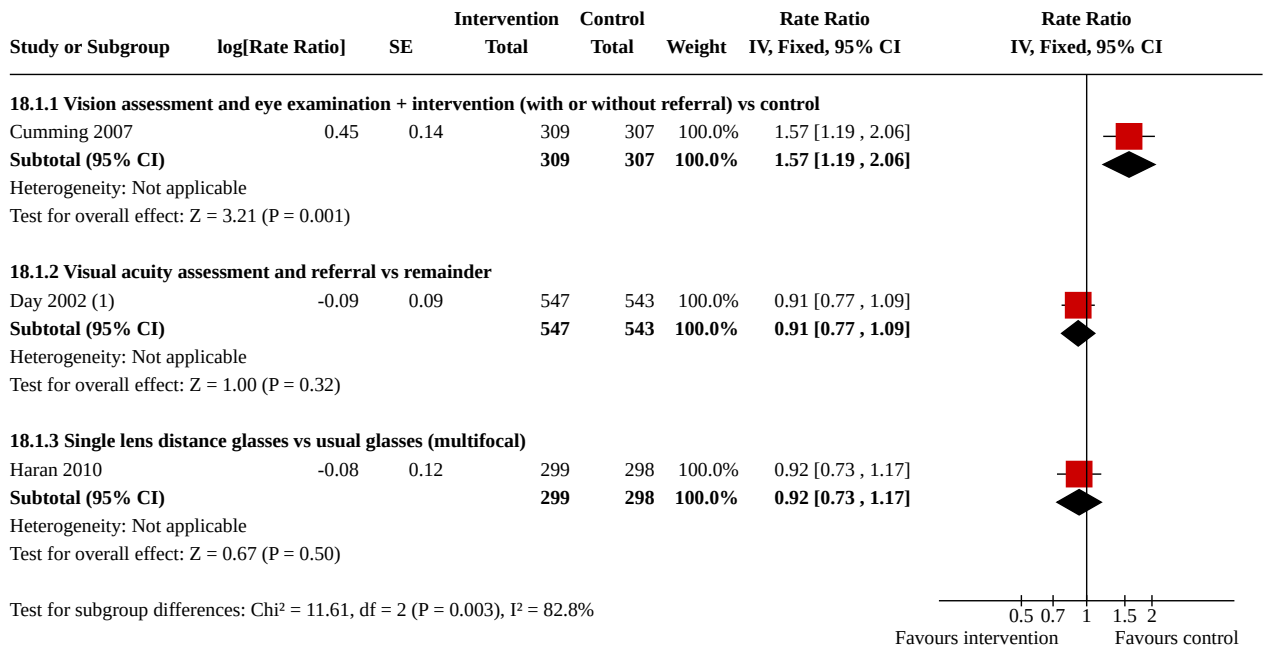 Intervention Control Rate Ratio Rate Ratio
Study or Subgroup log[Rate Ratio] SE Total Total Weight IV, Fixed, 95% CI IV, Fixed, 95% CI
18.1.1 Vision assessment and eye examination + intervention (with or without referral) vs control
Cumming 2007 0.45 0.14 309 307 100.0% 1.57 [1.19 , 2.06]
Subtotal (95% CI) 309 307 100.0% 1.57 [1.19 , 2.06]
Heterogeneity: Not applicable
Test for overall effect: Z = 3.21 (P = 0.001)
18.1.2 Visual acuity assessment and referral vs remainder
Day 2002 (1) -0.09 0.09 547 543 100.0% 0.91 [0.77 , 1.09]
Subtotal (95% CI) 547 543 100.0% 0.91 [0.77 , 1.09]
Heterogeneity: Not applicable
Test for overall effect: Z = 1.00 (P = 0.32)
18.1.3 Single lens distance glasses vs usual glasses (multifocal)
Haran 2010 -0.08 0.12 299 298 100.0% 0.92 [0.73 , 1.17]
Subtotal (95% CI) 299 298 100.0% 0.92 [0.73 , 1.17]
Heterogeneity: Not applicable
Test for overall effect: Z = 0.67 (P = 0.50)
Test for subgroup differences: Chi² = 11.61, df = 2 (P = 0.003), I² = 82.8%
0.5 0.7 1 1.5 2
Favours intervention Favours control